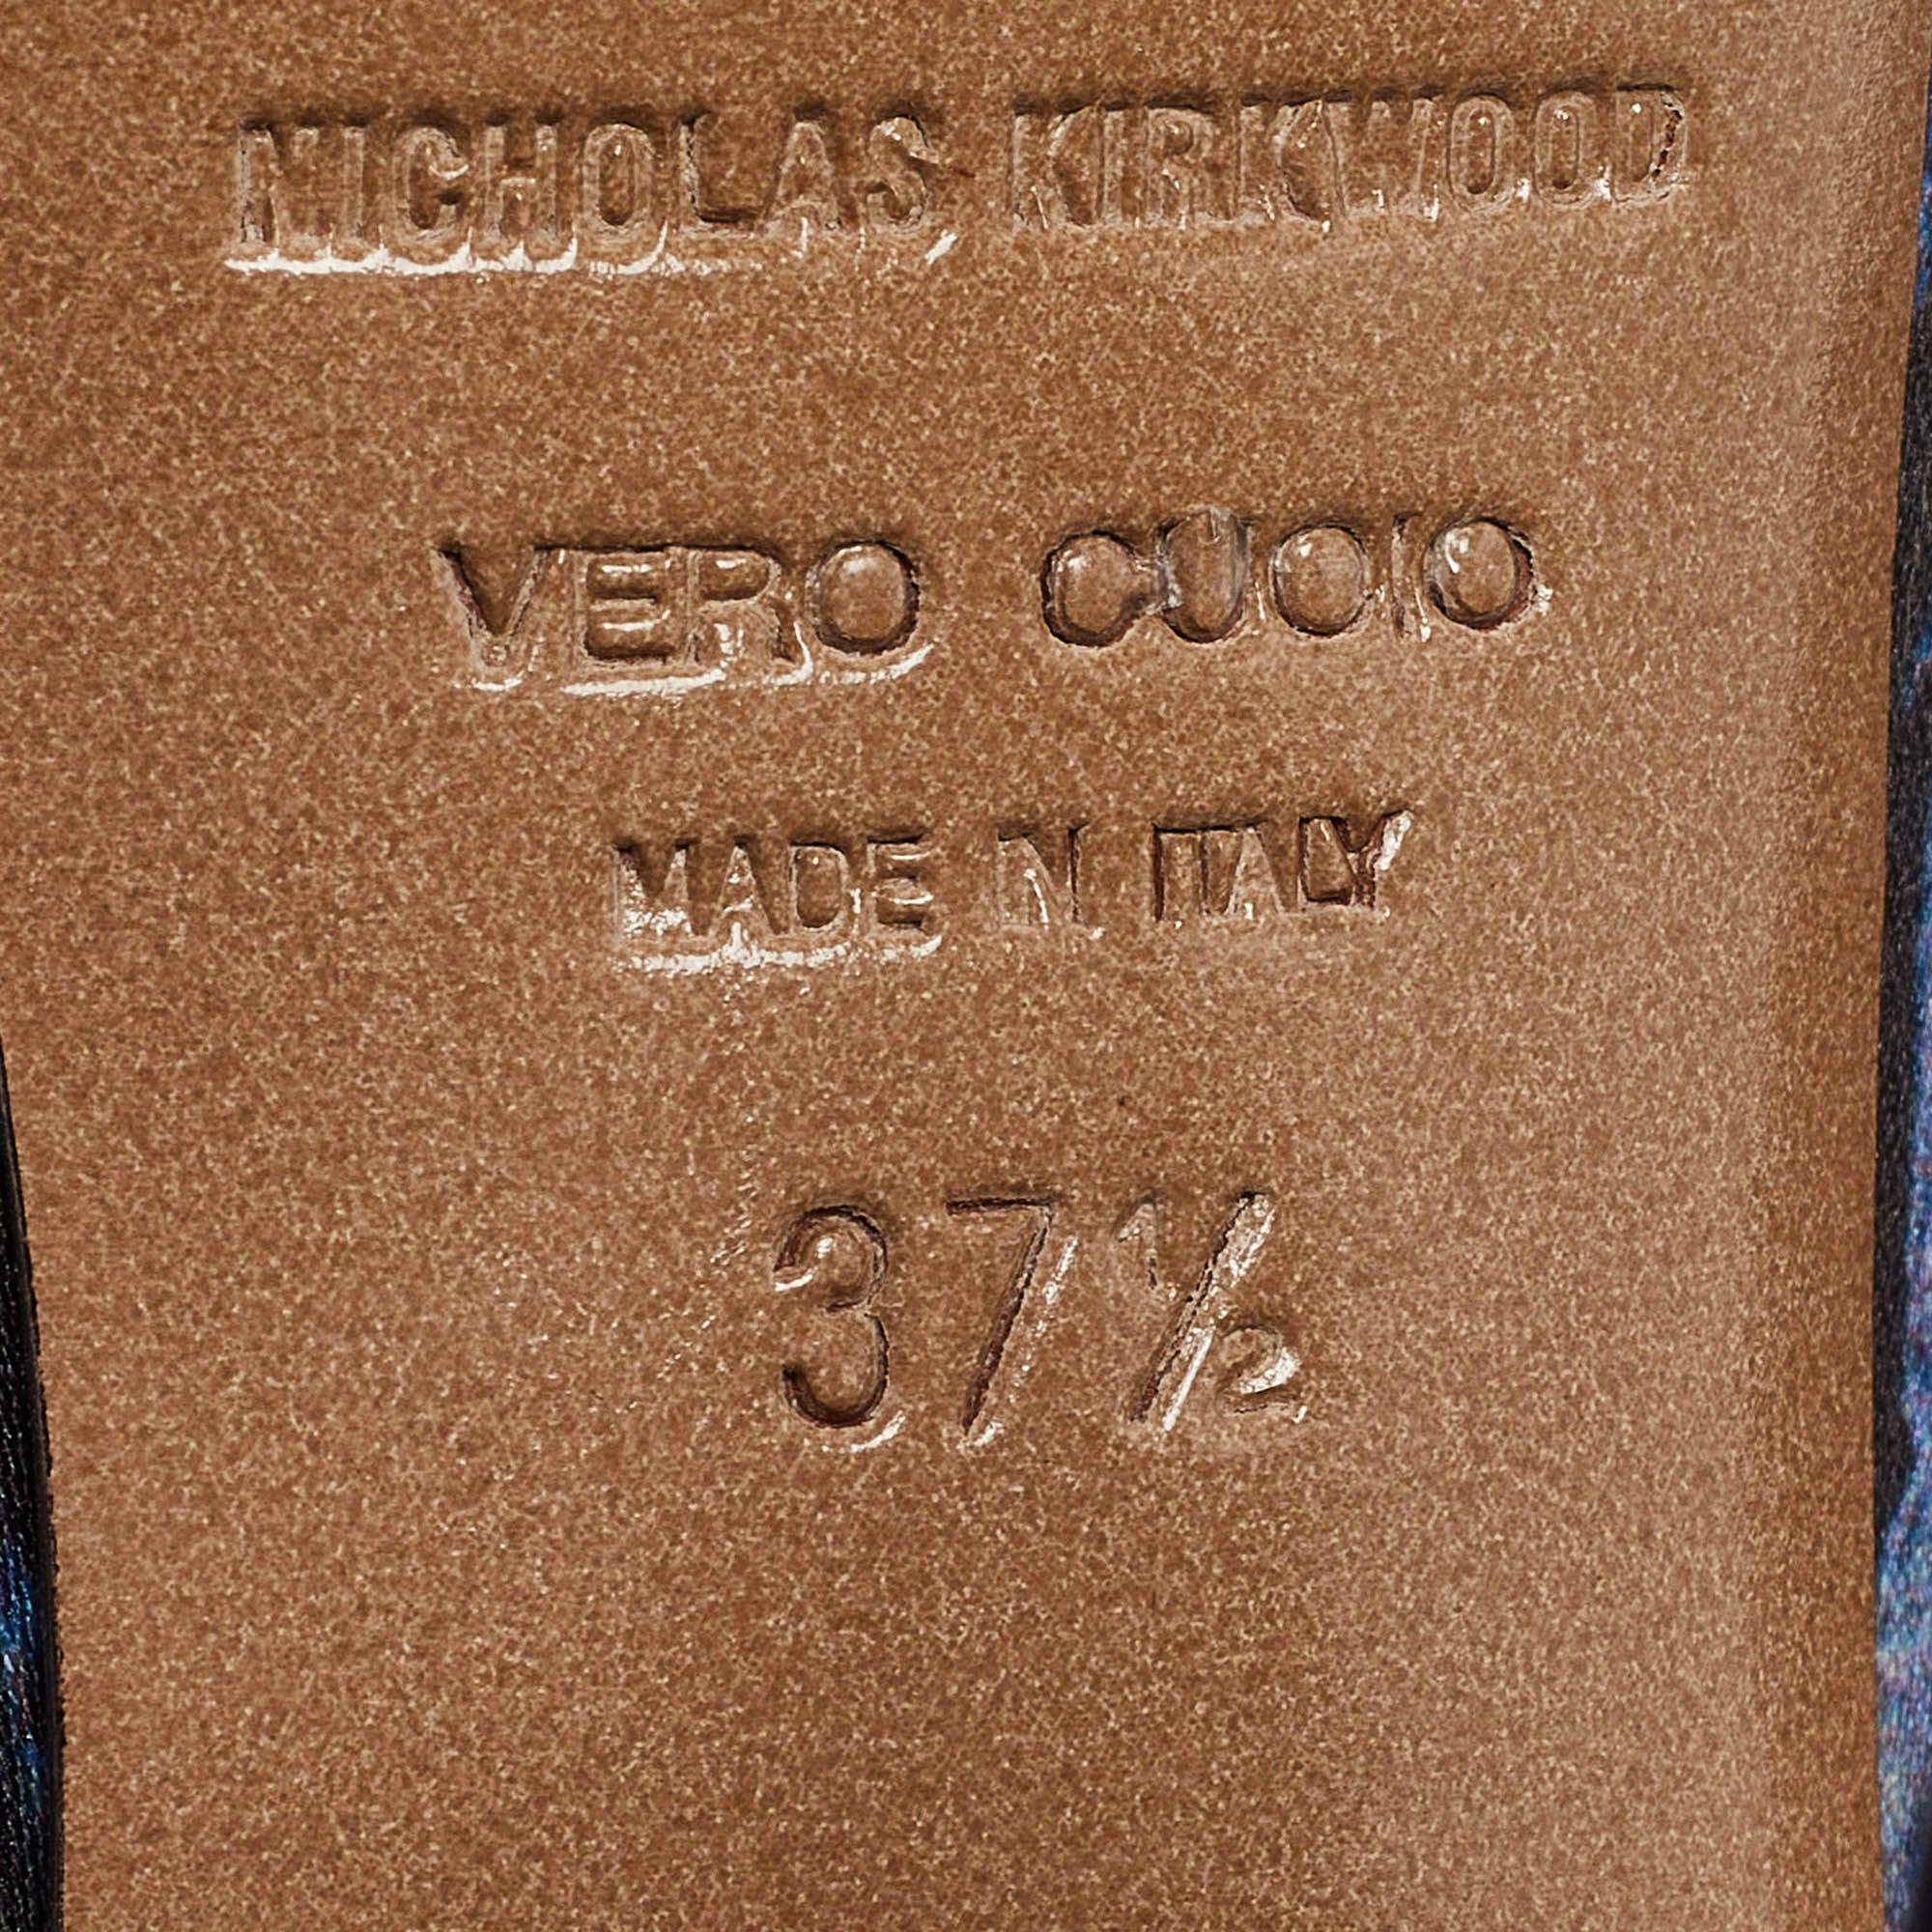 NICHOLAS KIRKWOOD
VERO CUOIO
MADE IN ITALY
37½